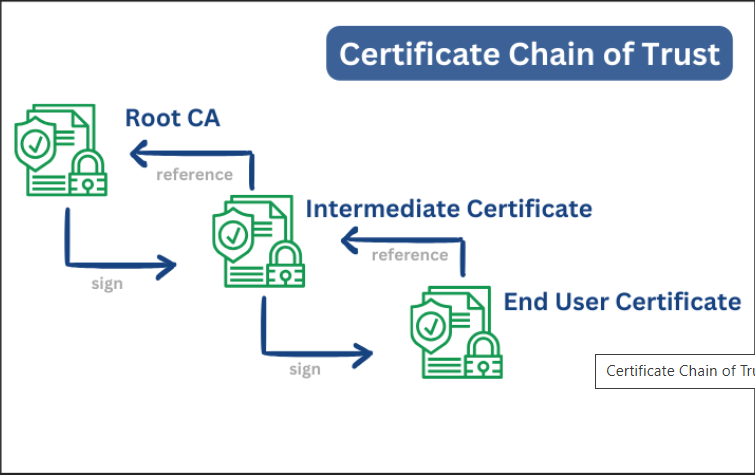 Certificate Chain of Trust
Root CA
reference
Intermediate Certificate
sign
reference
End User Certificate
sign
Certificate Chain of